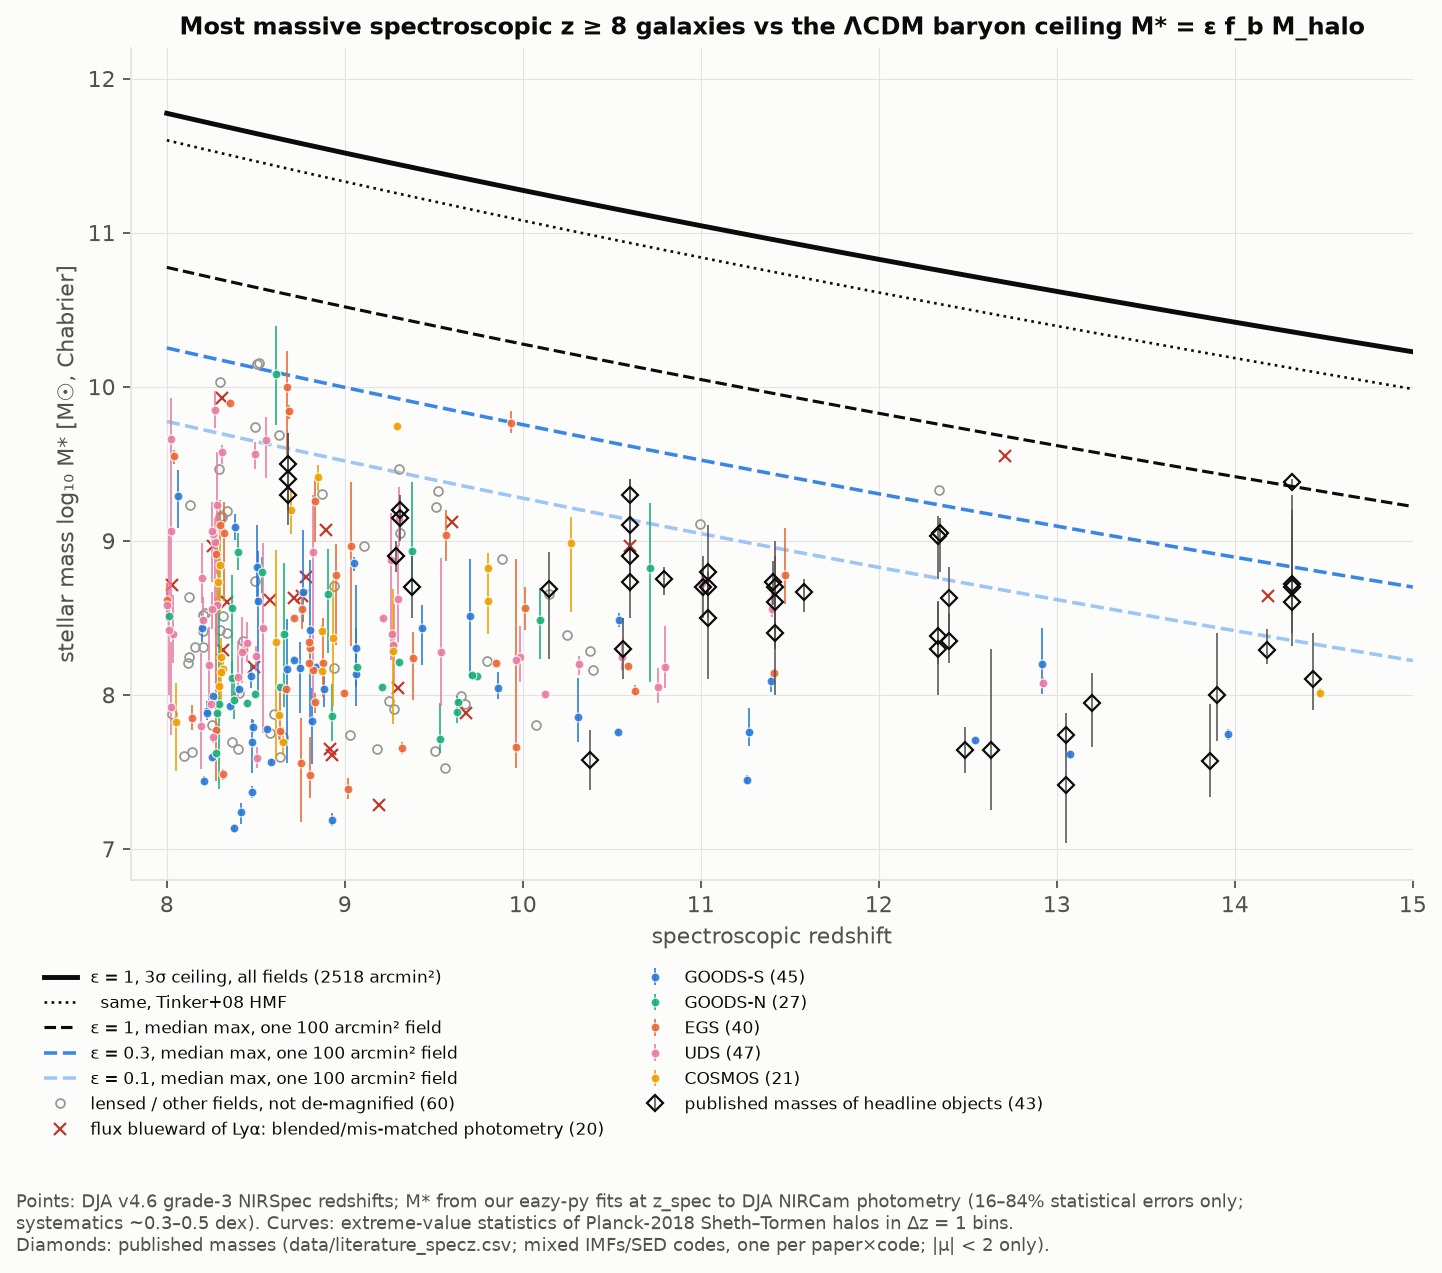 Most massive spectroscopic z ≥ 8 galaxies vs the ΛCDM baryon ceiling M* = ε f_b M_halo
12
11
10
9
8
7
stellar mass log₁₀ M* [M☉, Chabrier]
8 9 10 11 12 13 14 15
spectroscopic redshift
ε = 1, 3σ ceiling, all fields (2518 arcmin²)
same, Tinker+08 HMF
ε = 1, median max, one 100 arcmin² field
ε = 0.3, median max, one 100 arcmin² field
ε = 0.1, median max, one 100 arcmin² field
lensed / other fields, not de-magnified (60)
flux blueward of Lyα: blended/mis-matched photometry (20)
GOODS-S (45)
GOODS-N (27)
EGS (40)
UDS (47)
COSMOS (21)
published masses of headline objects (43)
Points: DJA v4.6 grade-3 NIRSpec redshifts; M* from our eazy-py fits at z_spec to DJA NIRCam photometry (16–84% statistical errors only;
systematics ~0.3–0.5 dex). Curves: extreme-value statistics of Planck-2018 Sheth–Tormen halos in Δz = 1 bins.
Diamonds: published masses (data/literature_specz.csv; mixed IMFs/SED codes, one per paper×code; |μ| < 2 only).